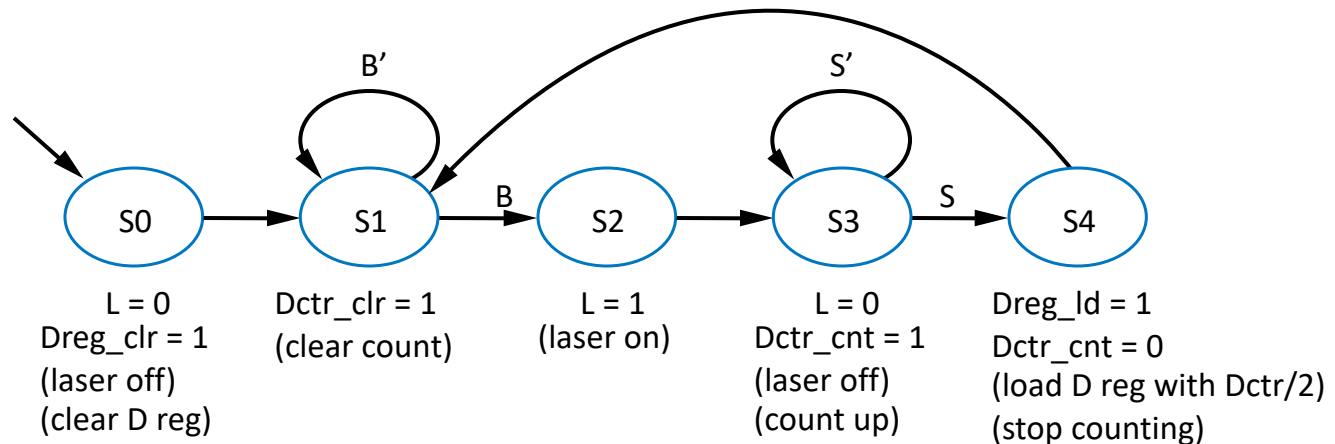 B’
S’
S0
S1
B
S2
S3
S
S4
L = 0
Dreg_clr = 1
(laser off)
(clear D reg)
Dctr_clr = 1
(clear count)
L = 1
(laser on)
L = 0
Dctr_cnt = 1
(laser off)
(count up)
Dreg_ld = 1
Dctr_cnt = 0
(load D reg with Dctr/2)
(stop counting)